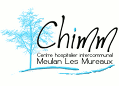 Chimm
Centre hospitalier intercommunal
Meulan Les Mureaux